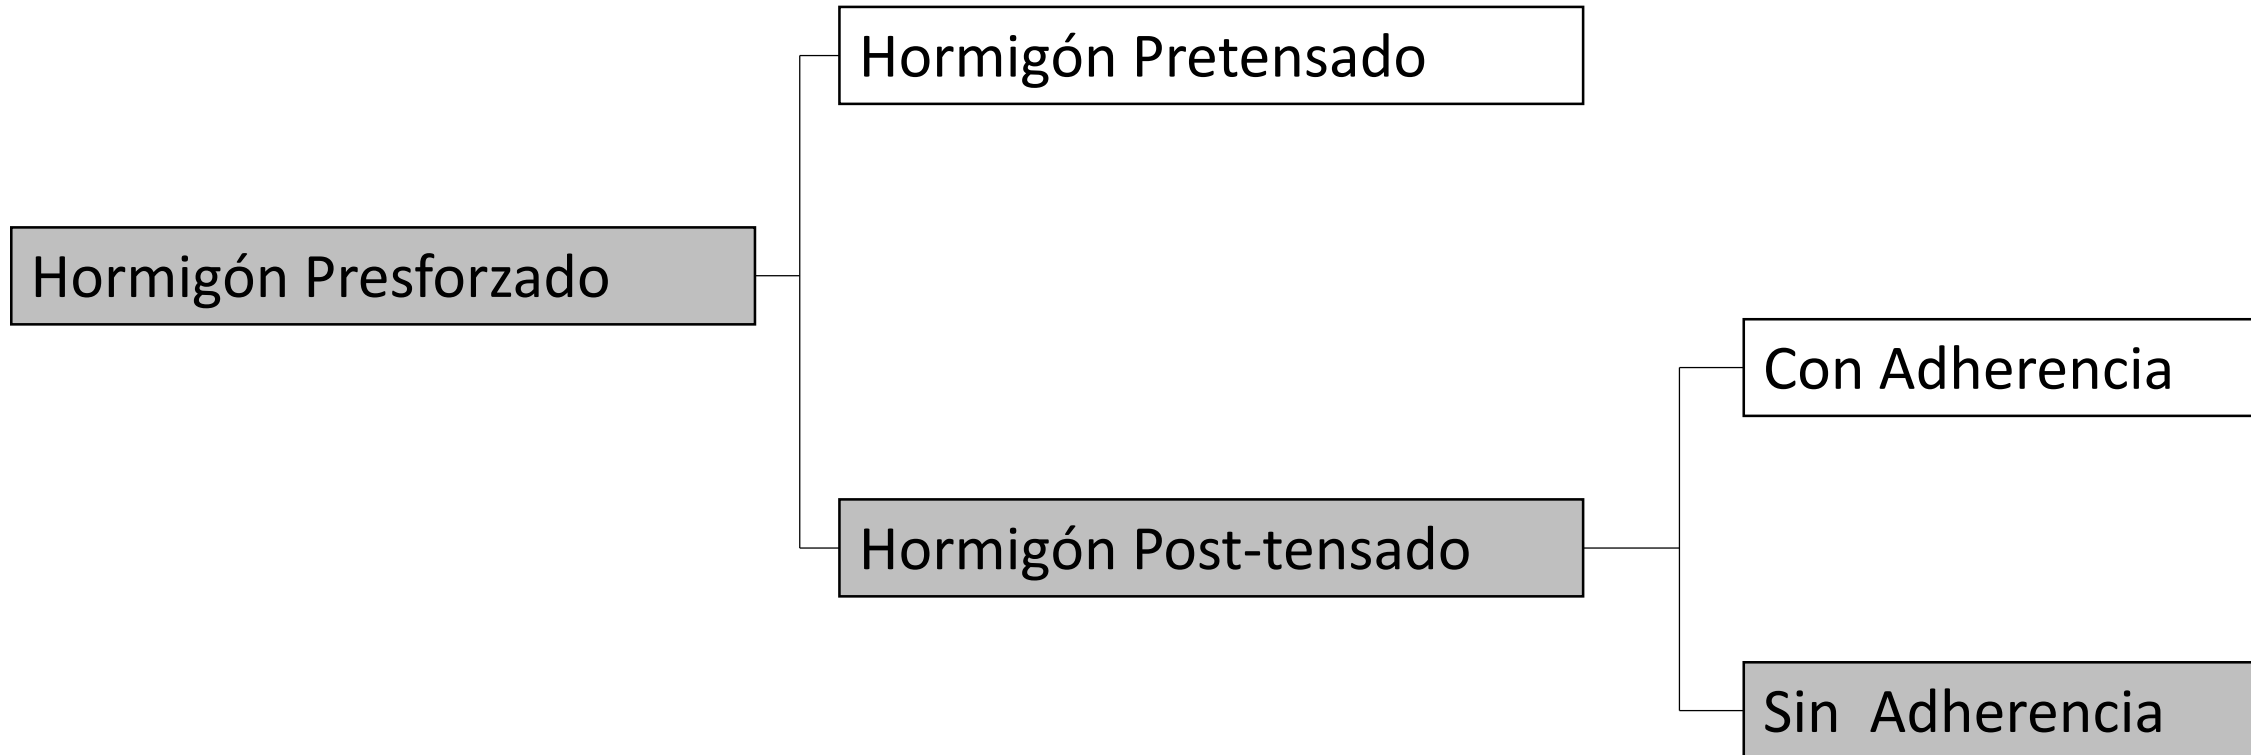 Hormigón Pretensado
Hormigón Presforzado
Con Adherencia
Hormigón Post-tensado
Sin  Adherencia